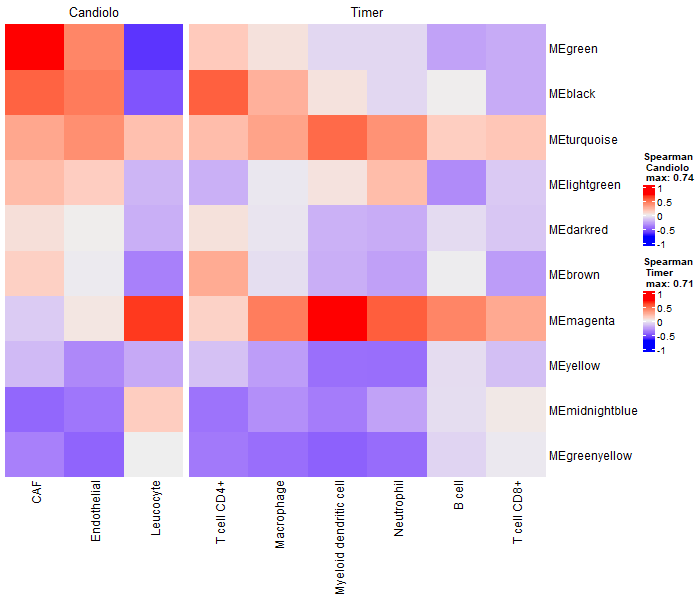 Candiolo
Timer
MEgreen
MEblack
MEturquoise
MElightgreen
MEdarkred
MEbrown
MEmagenta
MEyellow
MEmidnightblue
MEgreenyellow
CAF
Endothelial
Leucocyte
T cell CD4+
Macrophage
Myeloid dendritic cell
Neutrophil
B cell
T cell CD8+
Spearman
Candiolo
max: 0.74
1
0.5
0
-0.5
-1
Spearman
Timer
max: 0.71
1
0.5
0
-0.5
-1